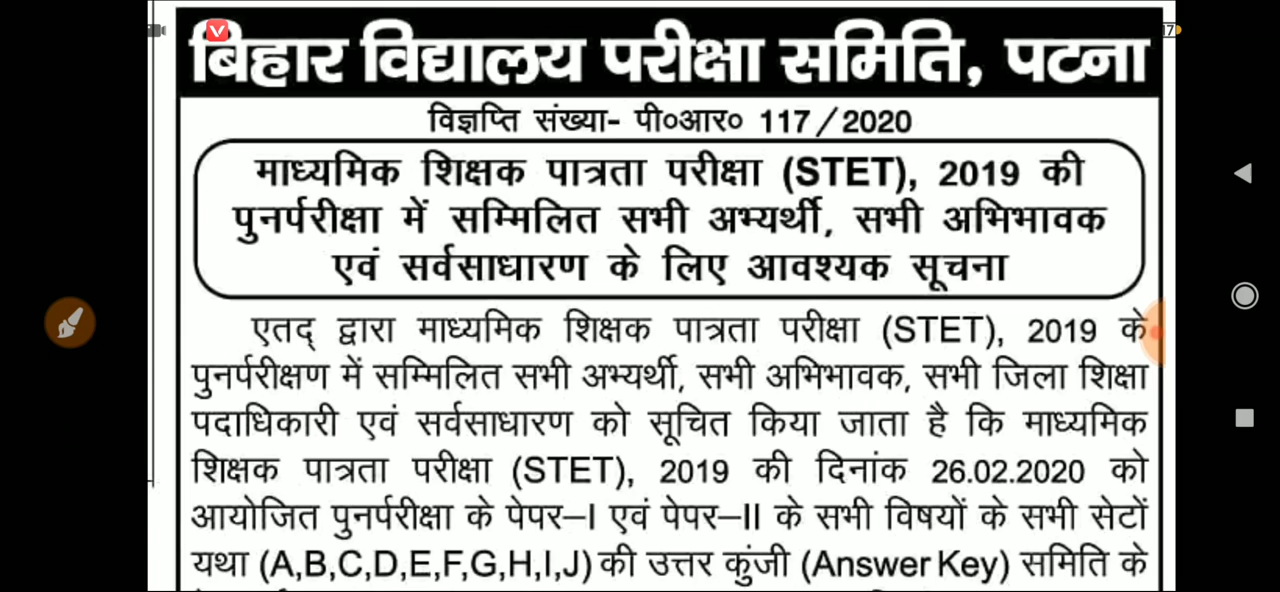 बिहार विद्यालय परीक्षा समिति, पटना
विज्ञप्ति संख्या- पी०आर० 117/2020
माध्यमिक शिक्षक पात्रता परीक्षा (STET), 2019 की
पुनर्परीक्षा में सम्मिलित सभी अभ्यर्थी, सभी अभिभावक
एवं सर्वसाधारण के लिए आवश्यक सूचना
एतद् द्वारा माध्यमिक शिक्षक पात्रता परीक्षा (STET), 2019 के
पुनर्परीक्षण में सम्मिलित सभी अभ्यर्थी, सभी अभिभावक, सभी जिला शिक्षा
पदाधिकारी एवं सर्वसाधारण को सूचित किया जाता है कि माध्यमिक
शिक्षक पात्रता परीक्षा (STET), 2019 की दिनांक 26.02.2020 को
आयोजित पुनर्परीक्षा के पेपर–I एवं पेपर–II के सभी विषयों के सभी सेटों
यथा (A,B,C,D,E,F,G,H,I,J) की उत्तर कुंजी (Answer Key) समिति के